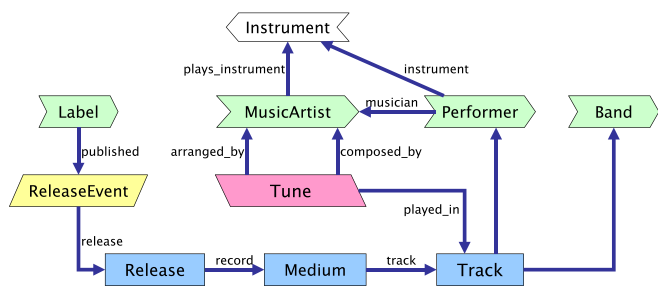 Instrument
plays_instrument
instrument
Label
MusicArtist
musician
Performer
Band
published
arranged_by
composed_by
ReleaseEvent
Tune
played_in
release
Release
record
Medium
track
Track